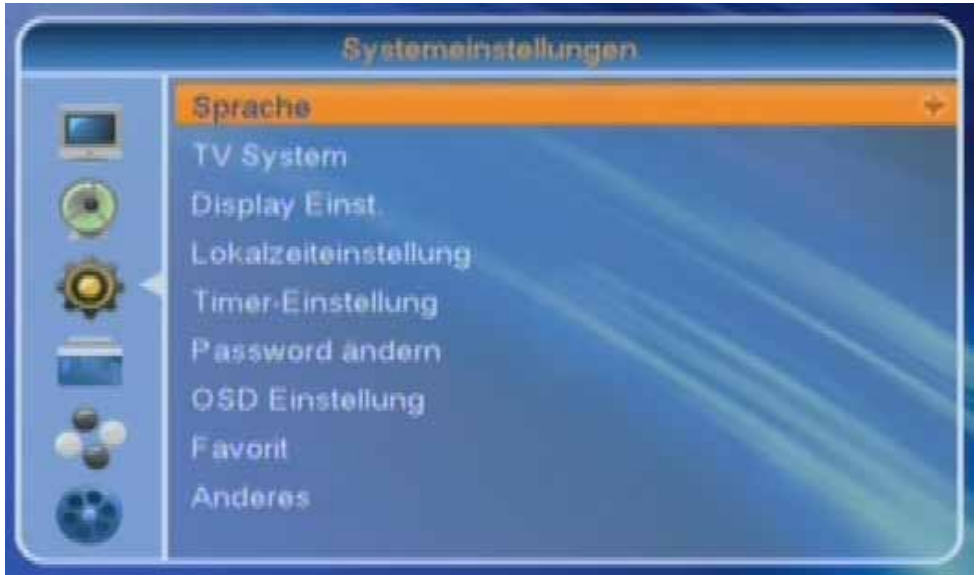 Systemeinstellungen
Sprache
TV System
Display Einst.
Lokalzeiteinstellung
Timer-Einstellung
Password ändern
OSD Einstellung
Favorit
Anderes